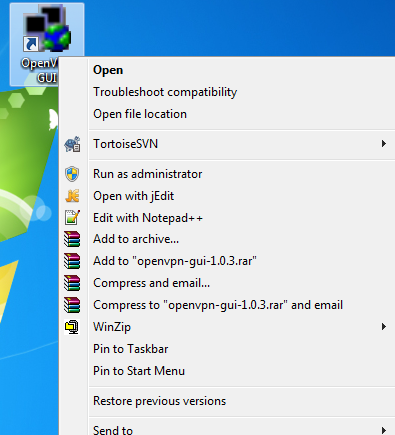 OpenV
GUI
Open
Troubleshoot compatibility
Open file location
TortoiseSVN
Run as administrator
Open with jEdit
Edit with Notepad++
Add to archive...
Add to "openvpn-gui-1.0.3.rar"
Compress and email...
Compress to "openvpn-gui-1.0.3.rar" and email
WinZip
Pin to Taskbar
Pin to Start Menu
Restore previous versions
Send to